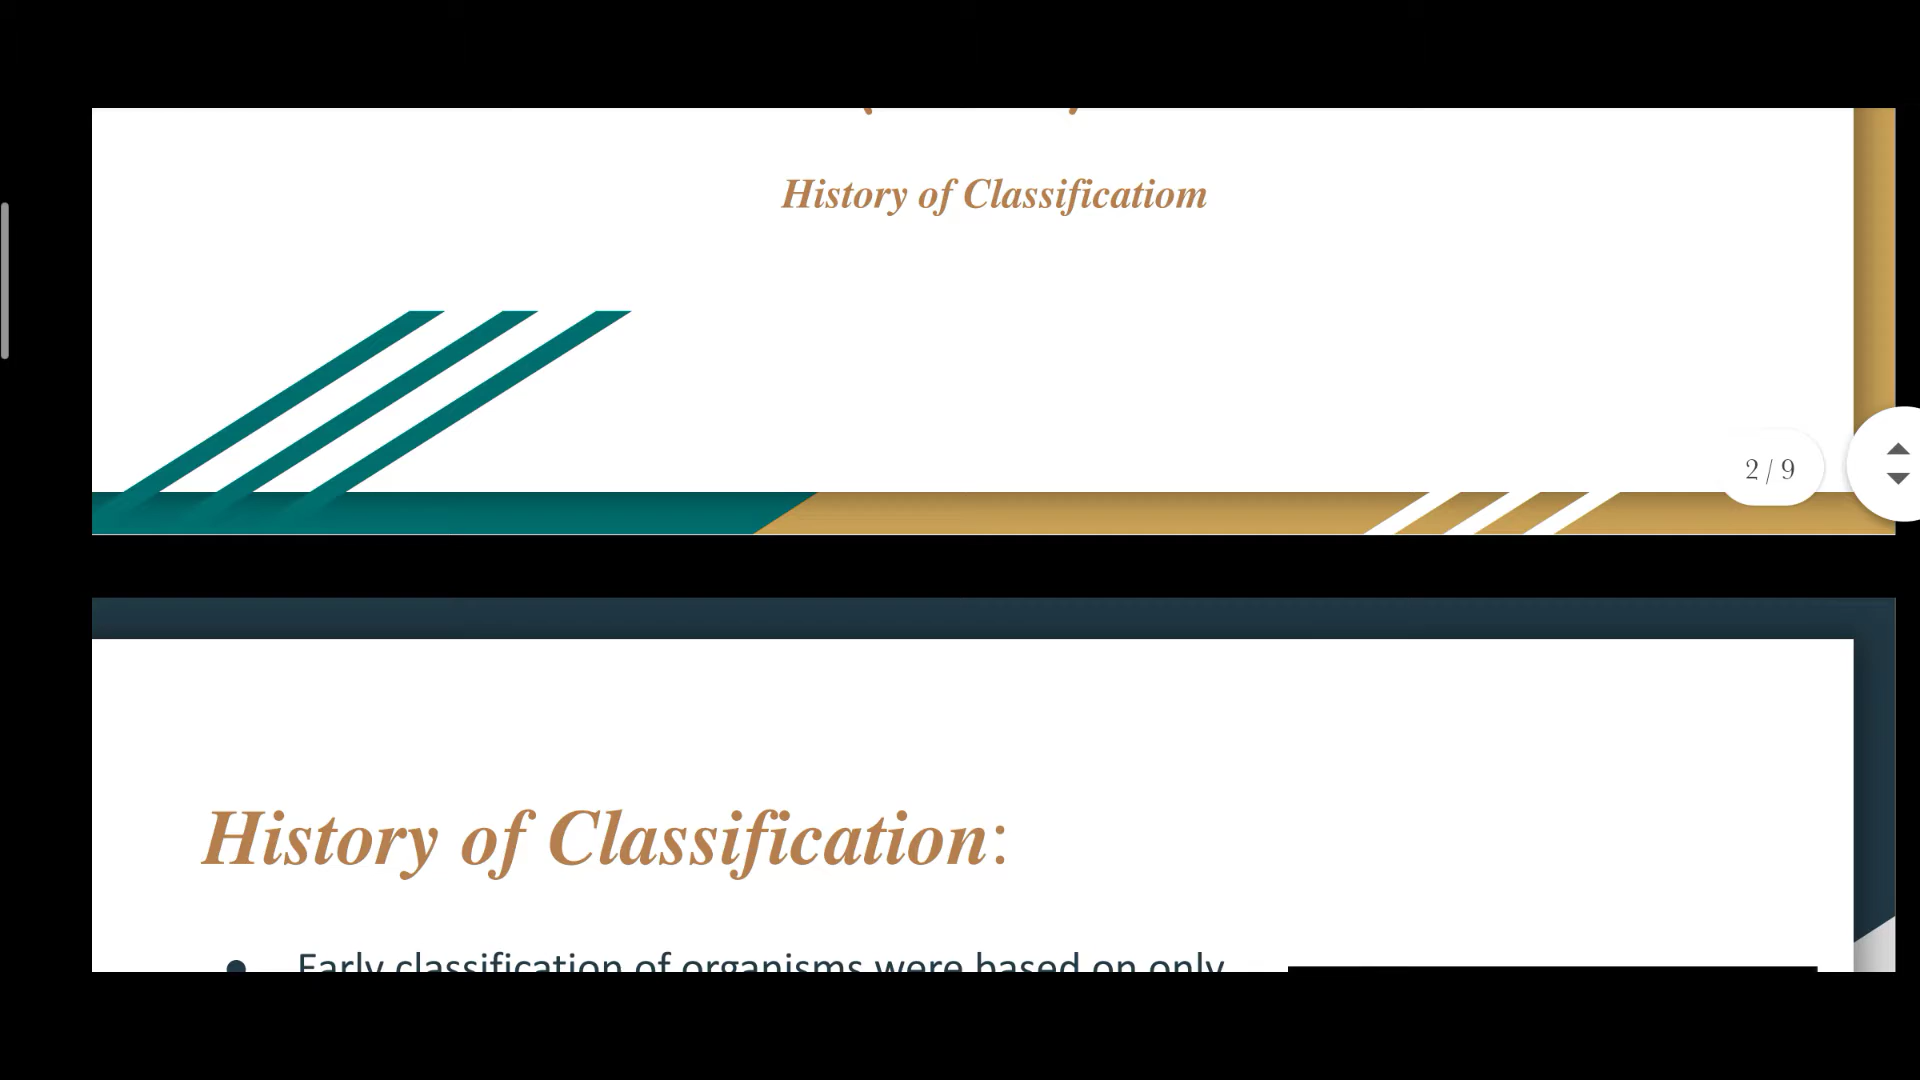 History of Classificatiom
2 / 9
History of Classification:
Early classification of organisms were based on only